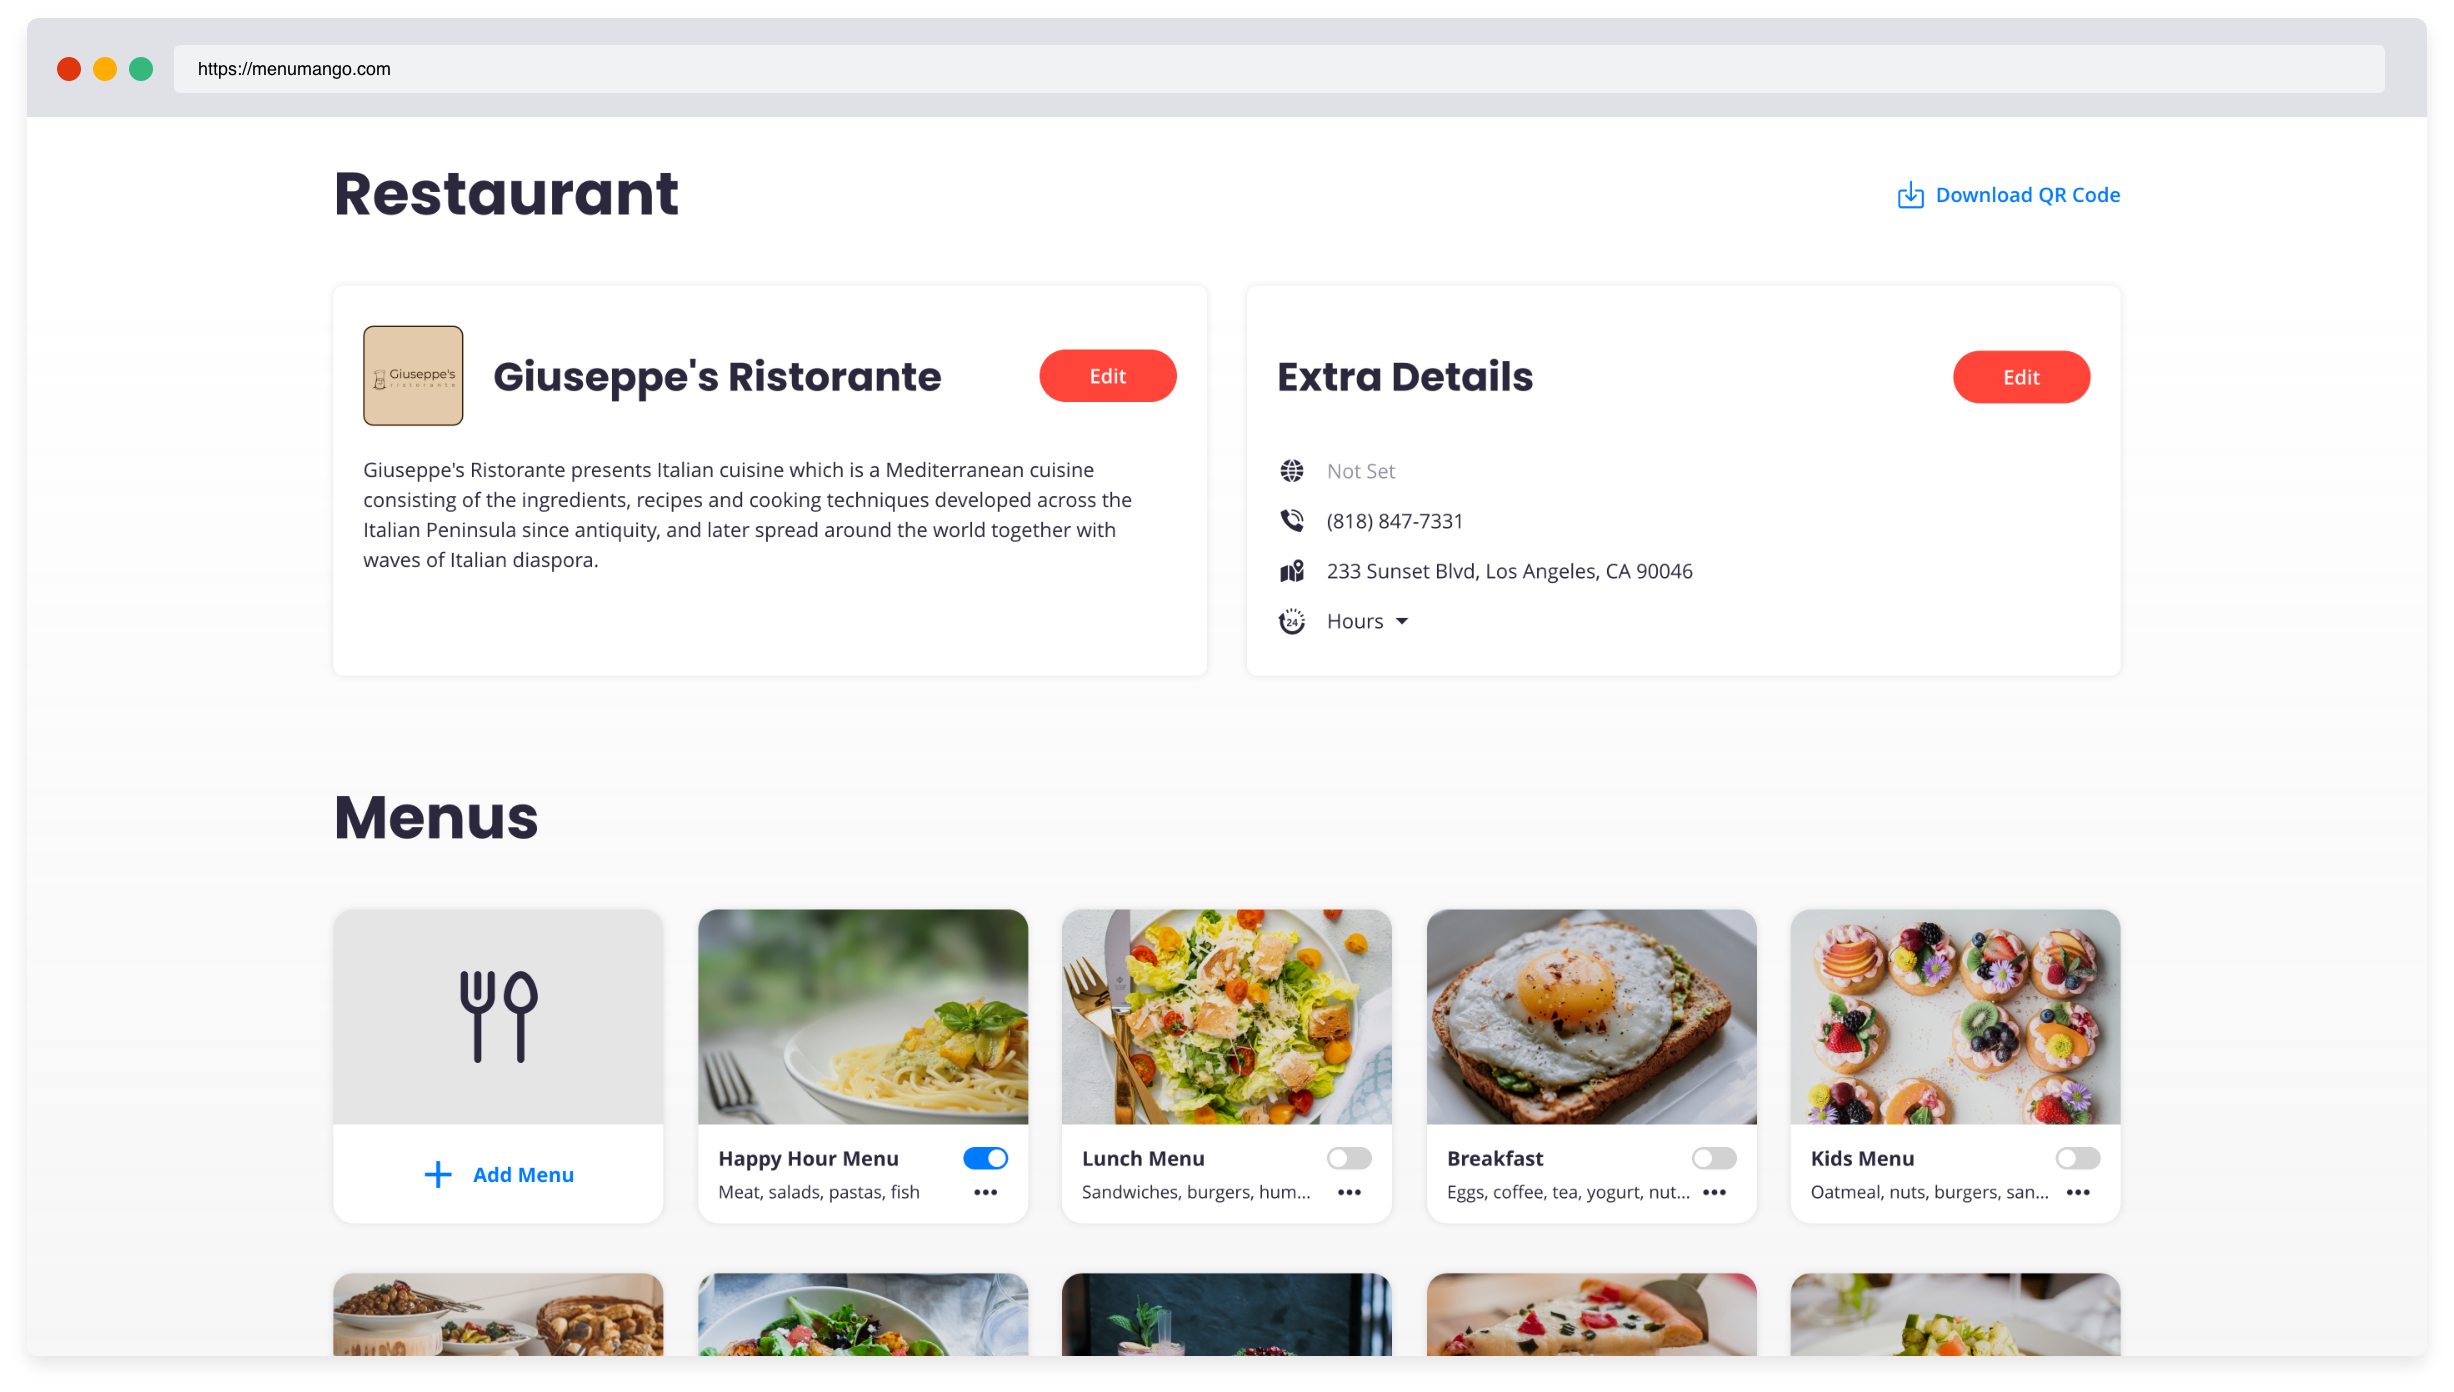 https://menumango.com
Restaurant
Download QR Code
Giuseppe's
ristorante
Giuseppe's Ristorante
Edit
Giuseppe's Ristorante presents Italian cuisine which is a Mediterranean cuisine
consisting of the ingredients, recipes and cooking techniques developed across the
Italian Peninsula since antiquity, and later spread around the world together with
waves of Italian diaspora.
Extra Details
Edit
Not Set
(818) 847-7331
233 Sunset Blvd, Los Angeles, CA 90046
24
Hours
Menus
Add Menu
Happy Hour Menu
Meat, salads, pastas, fish
Lunch Menu
Sandwiches, burgers, hum...
Breakfast
Eggs, coffee, tea, yogurt, nut...
Kids Menu
Oatmeal, nuts, burgers, san...